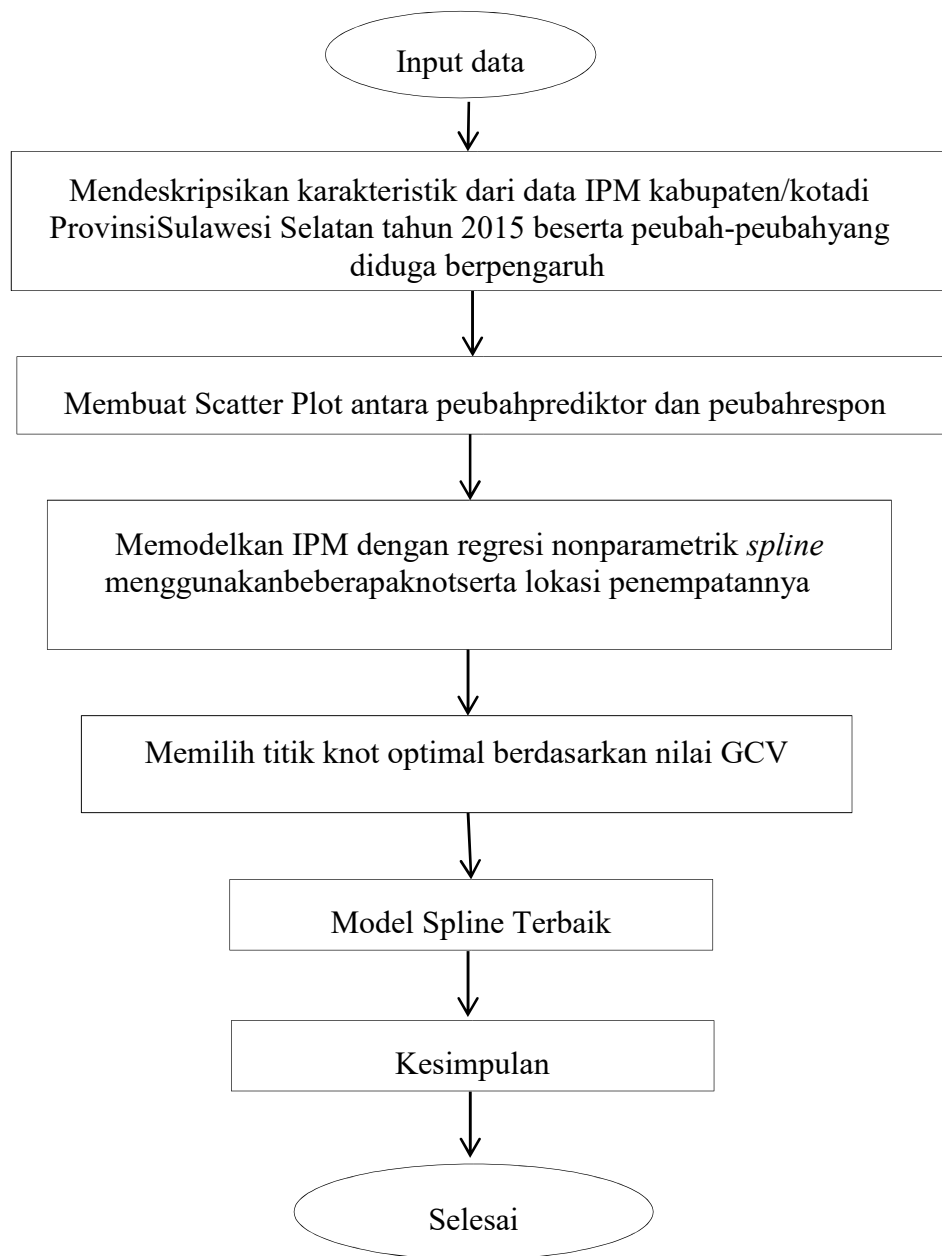 Input data
Mendeskripsikan karakteristik dari data IPM kabupaten/kotadi
ProvinsiSulawesi Selatan tahun 2015 beserta peubah-peubahyang
diduga berpengaruh
Membuat Scatter Plot antara peubahprediktor dan peubahrespon
Memodelkan IPM dengan regresi nonparametrik spline
menggunakanbeberapaknotserta lokasi penempatannya
Memilih titik knot optimal berdasarkan nilai GCV
Model Spline Terbaik
Kesimpulan
Selesai